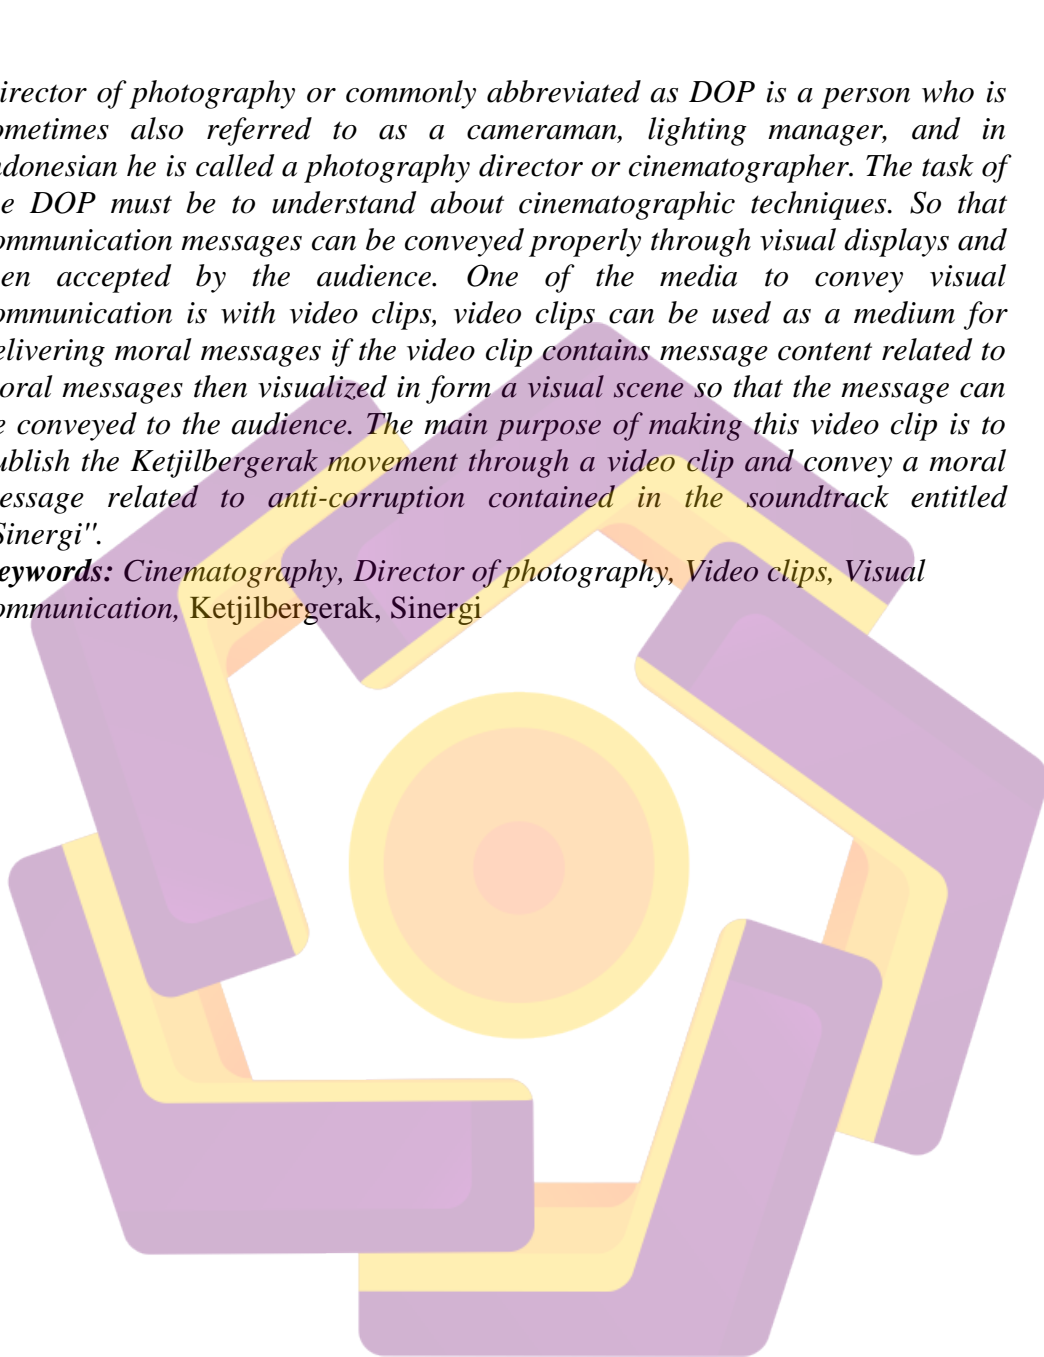 irector of photography or commonly abbreviated as DOP is a person who is
ometimes also referred to as a cameraman, lighting manager, and in
ndonesian he is called a photography director or cinematographer. The task of
e DOP must be to understand about cinematographic techniques. So that
ommunication messages can be conveyed properly through visual displays and
en accepted by the audience. One of the media to convey visual
ommunication is with video clips, video clips can be used as a medium for
elivering moral messages if the video clip contains message content related to
oral messages then visualized in form a visual scene so that the message can
e conveyed to the audience. The main purpose of making this video clip is to
ublish the Ketjilbergerak movement through a video clip and convey a moral
essage related to anti-corruption contained in the soundtrack entitled
Sinergi".
eywords: Cinematography, Director of photography, Video clips, Visual
ommunication, Ketjilbergerak, Sinergi